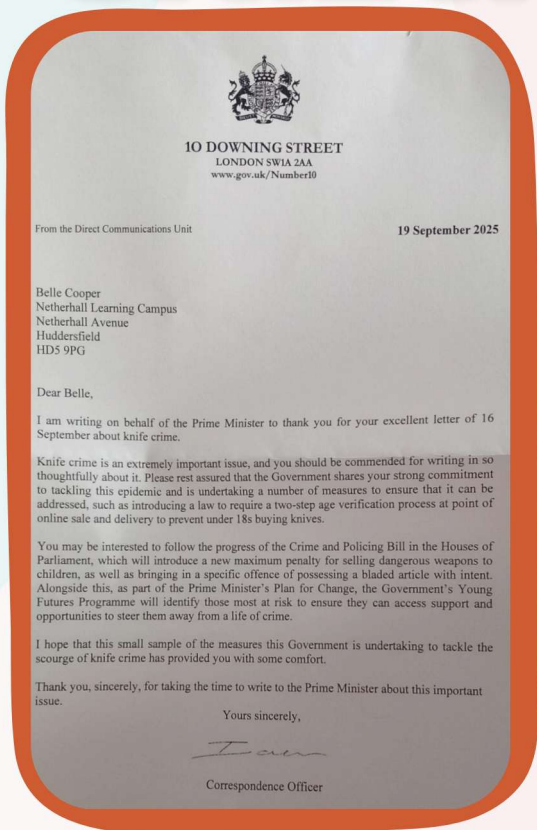 10 DOWNING STREET
LONDON SW1A 2AA
www.gov.uk/Number10
From the Direct Communications Unit
19 September 2025
Belle Cooper
Netherhall Learning Campus
Netherhall Avenue
Huddersfield
HD5 9PG
Dear Belle,
I am writing on behalf of the Prime Minister to thank you for your excellent letter of 16
September about knife crime.
Knife crime is an extremely important issue, and you should be commended for writing in so
thoughtfully about it. Please rest assured that the Government shares your strong commitment
to tackling this epidemic and is undertaking a number of measures to ensure that it can be
addressed, such as introducing a law to require a two-step age verification process at point of
online sale and delivery to prevent under 18s buying knives.
You may be interested to follow the progress of the Crime and Policing Bill in the Houses of
Parliament, which will introduce a new maximum penalty for selling dangerous weapons to
children, as well as bringing in a specific offence of possessing a bladed article with intent.
Alongside this, as part of the Prime Minister's Plan for Change, the Government's Young
Futures Programme will identify those most at risk to ensure they can access support and
opportunities to steer them away from a life of crime.
I hope that this small sample of the measures this Government is undertaking to tackle the
scourge of knife crime has provided you with some comfort.
Thank you, sincerely, for taking the time to write to the Prime Minister about this important
issue.
Yours sincerely,
Correspondence Officer